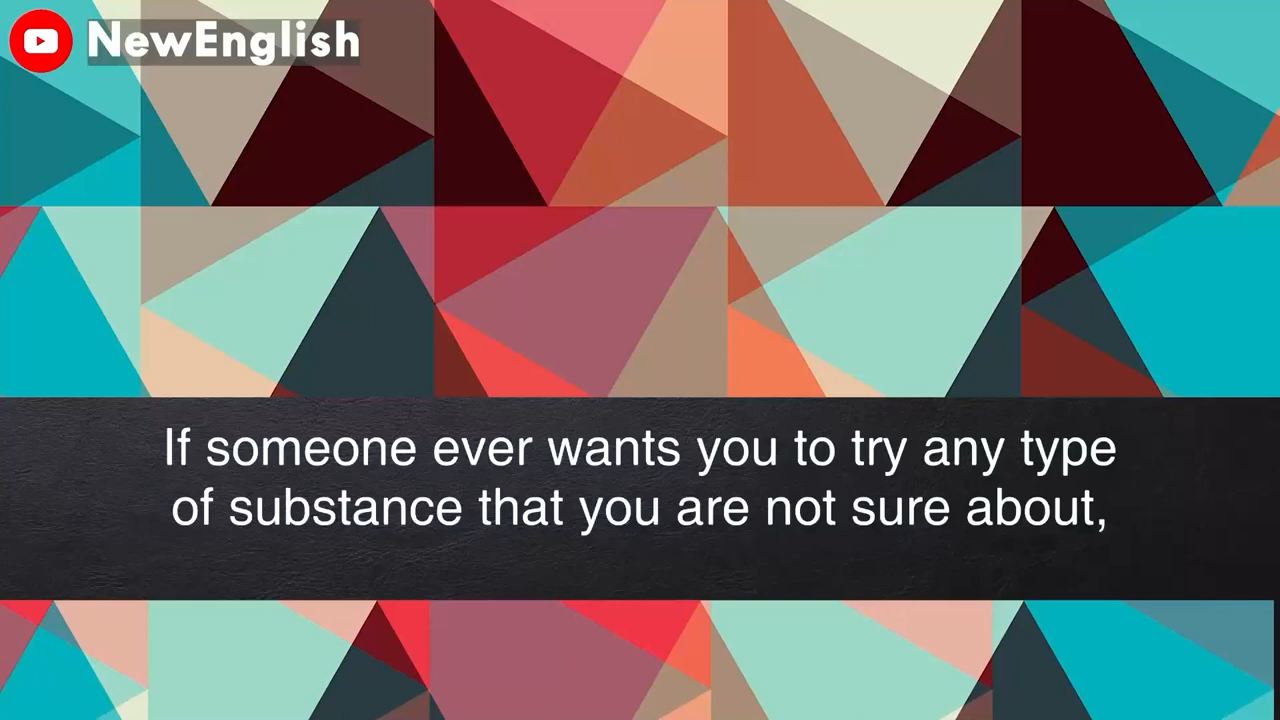 NewEnglish
If someone ever wants you to try any type
of substance that you are not sure about,